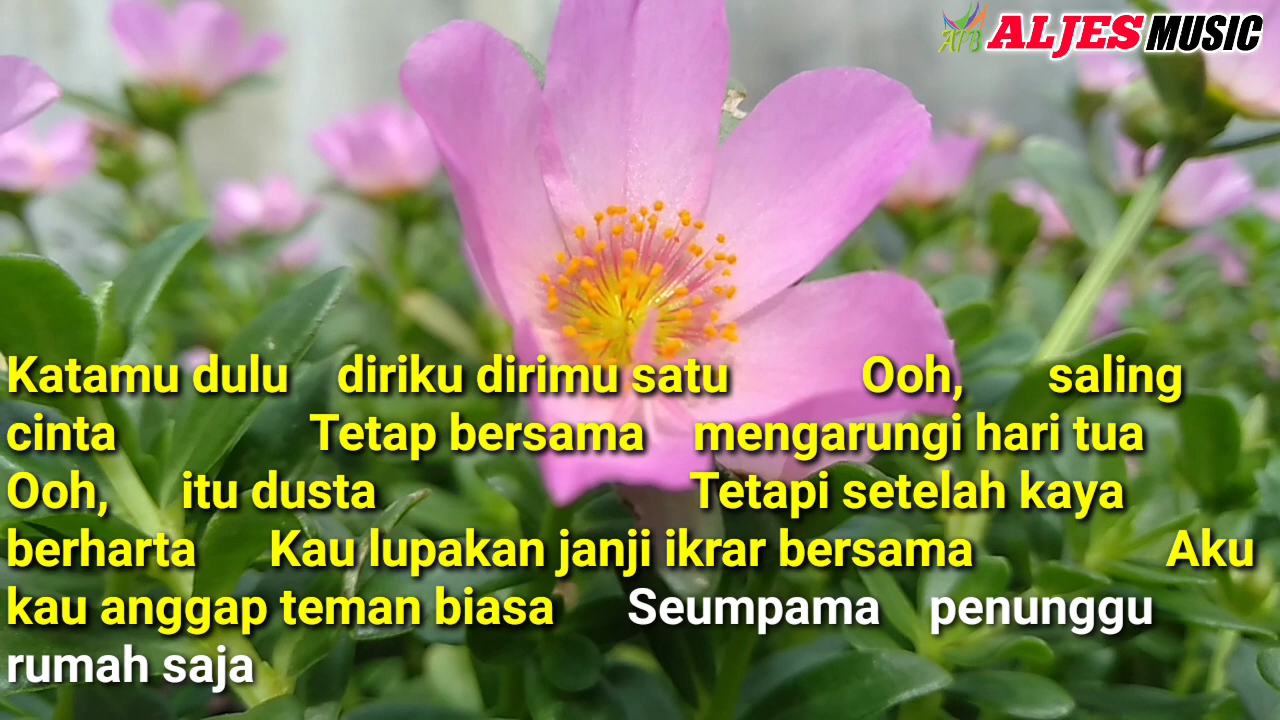 APB ALJES MUSIC
Katamu dulu diriku dirimu satu Ooh, saling
cinta Tetap bersama mengarungi hari tua
Ooh, itu dusta Tetapi setelah kaya
berharta Kau lupakan janji ikrar bersama Aku
kau anggap teman biasa Seumpama penunggu
rumah saja